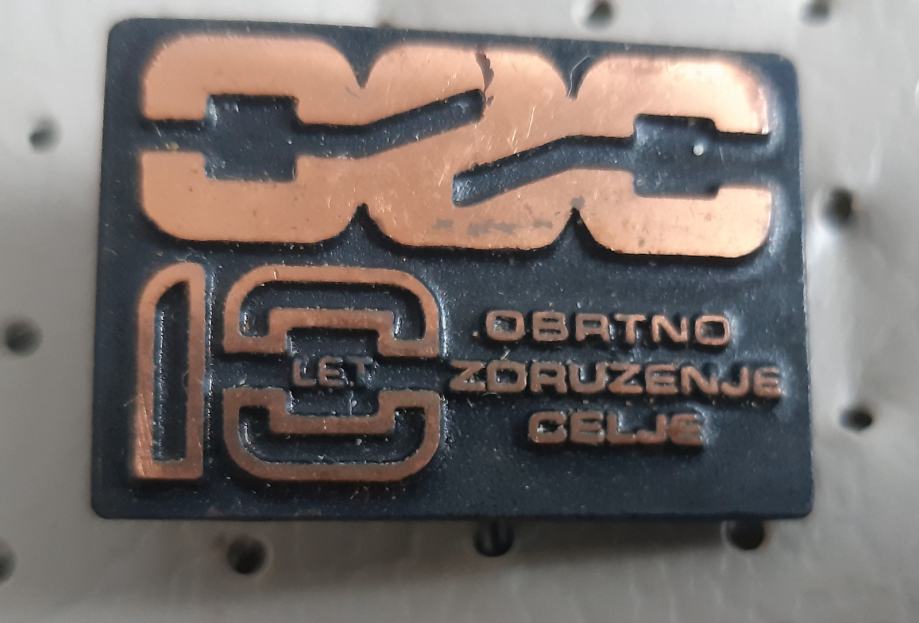 OZC
10
LET
OBRTNO
ZDRUZENJE
CELJE